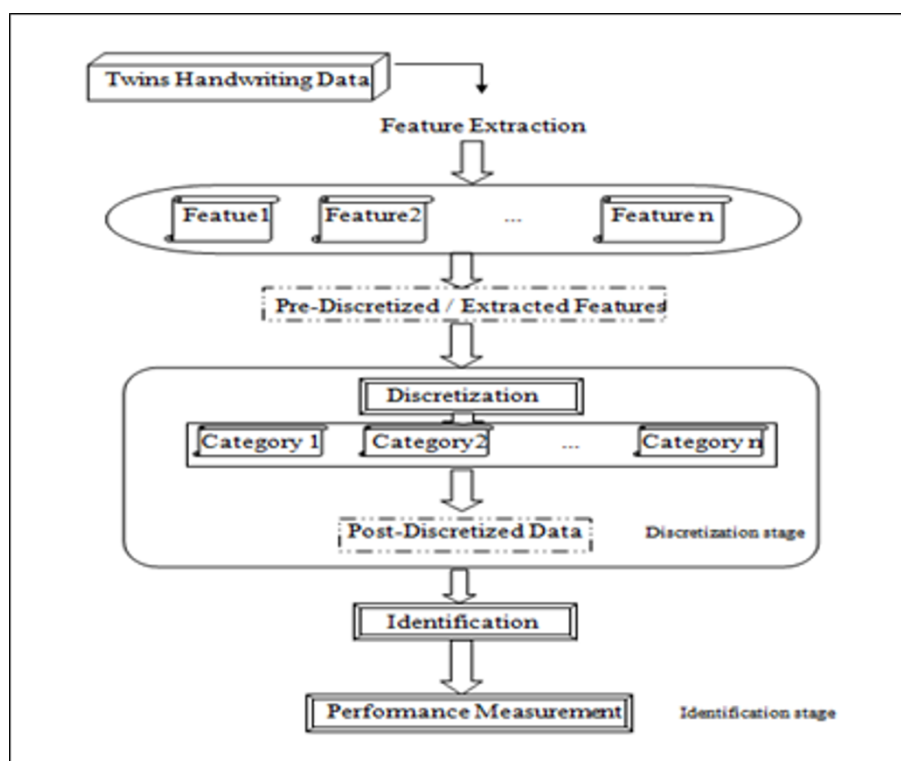 Twins Handwriting Data
Feature Extraction
Featue1 Feature2 ... Feature n
Pre-Discretized / Extracted Features
Discretization
Category 1 Category2 ... Category n
Post-Discretized Data Discretization stage
Identification
Performance Measurement Identification stage